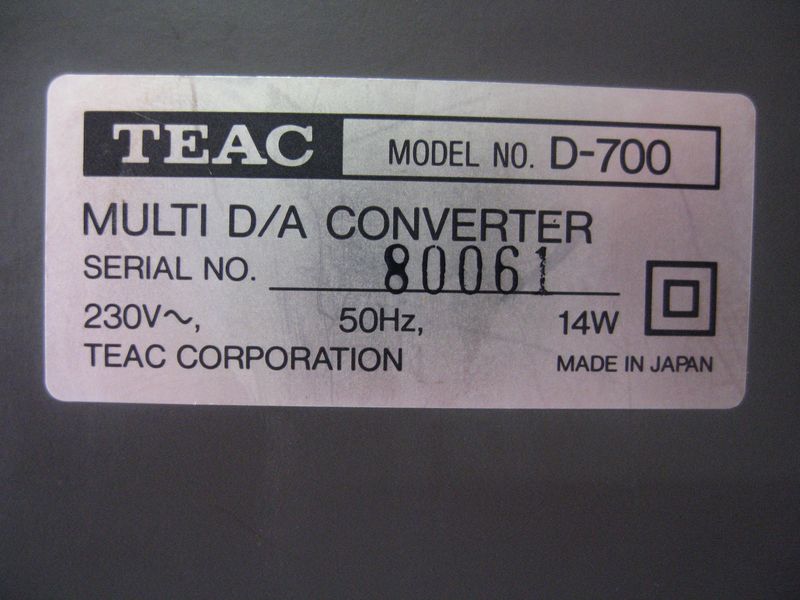 TEAC MODEL NO. D-700
MULTI D/A CONVERTER
SERIAL NO. 80061
230V~, 50Hz, 14W
TEAC CORPORATION MADE IN JAPAN